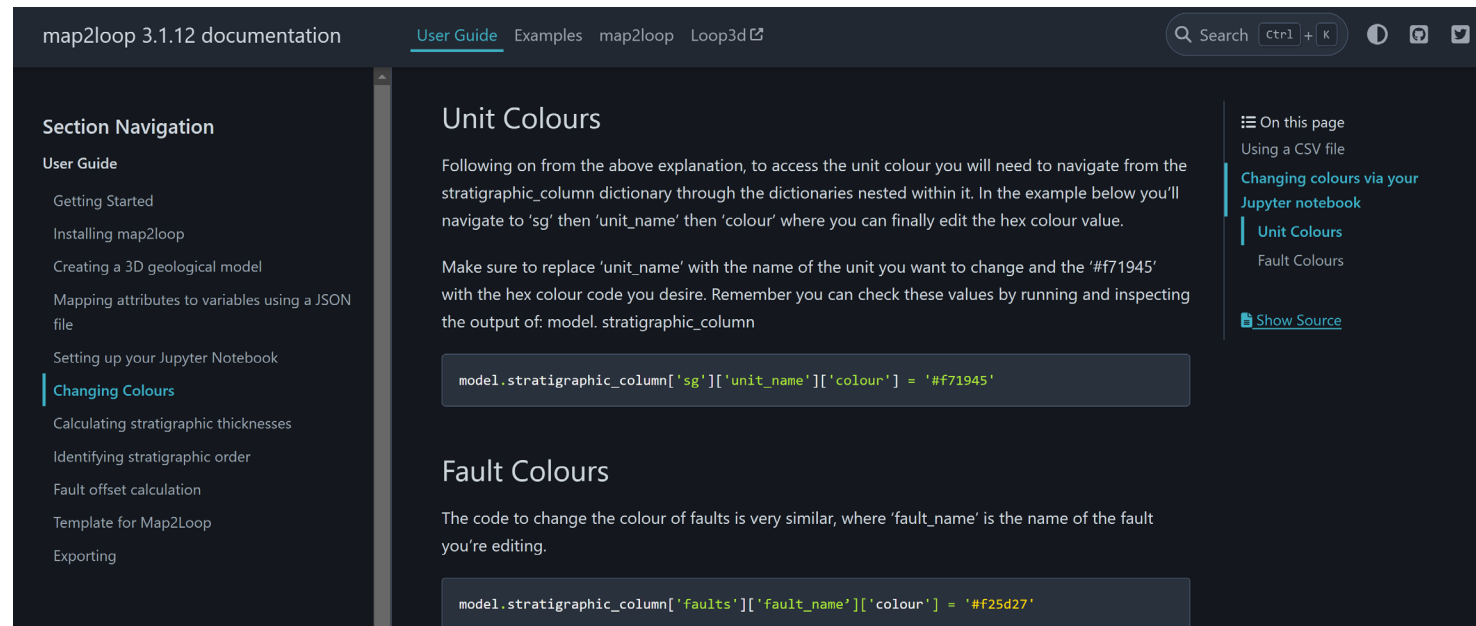 map2loop 3.1.12 documentation
User Guide Examples map2loop Loop3d
Search Ctrl + K
Section Navigation
User Guide
Getting Started
Installing map2loop
Creating a 3D geological model
Mapping attributes to variables using a JSON
file
Setting up your Jupyter Notebook
Changing Colours
Calculating stratigraphic thicknesses
Identifying stratigraphic order
Fault offset calculation
Template for Map2Loop
Exporting
Unit Colours
Following on from the above explanation, to access the unit colour you will need to navigate from the
stratigraphic_column dictionary through the dictionaries nested within it. In the example below you’ll
navigate to ‘sg’ then ‘unit_name’ then ‘colour’ where you can finally edit the hex colour value.
Make sure to replace ‘unit_name’ with the name of the unit you want to change and the ‘#f71945’
with the hex colour code you desire. Remember you can check these values by running and inspecting
the output of: model. stratigraphic_column
model.stratigraphic_column['sg']['unit_name']['colour'] = '#f71945'
Fault Colours
The code to change the colour of faults is very similar, where ‘fault_name’ is the name of the fault
you’re editing.
model.stratigraphic_column['faults']['fault_name’]['colour'] = '#f25d27'
On this page
Using a CSV file
Changing colours via your
Jupyter notebook
Unit Colours
Fault Colours
Show Source